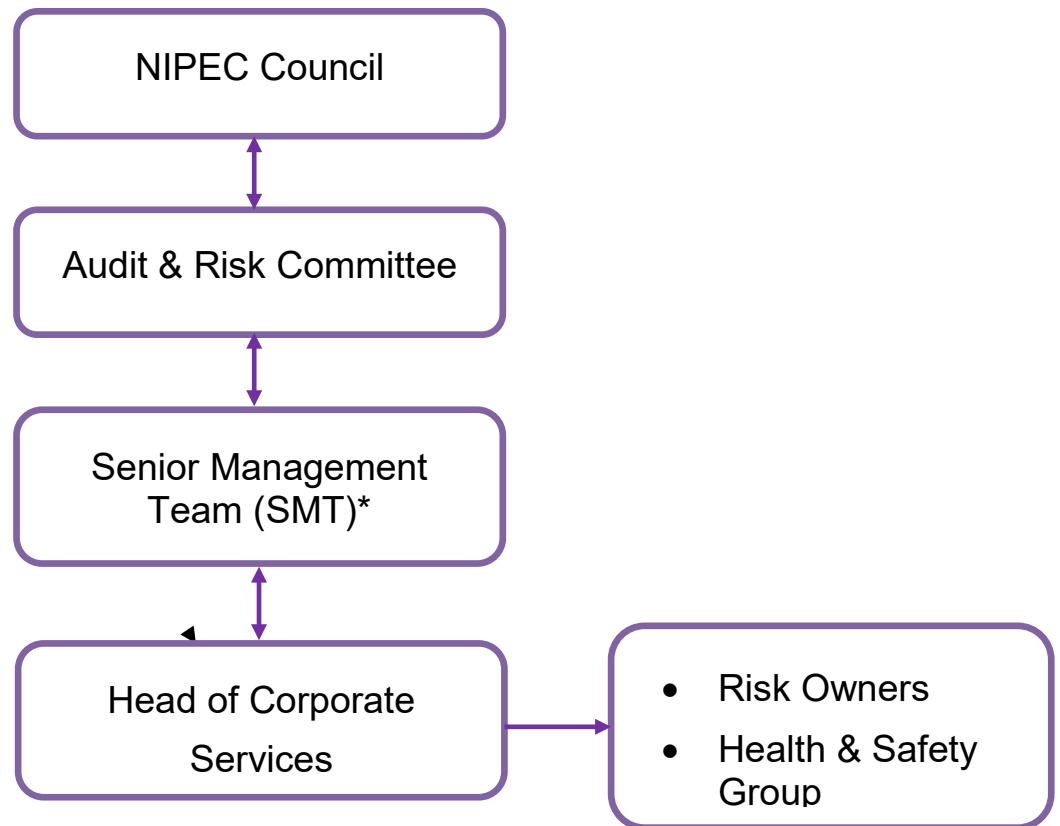 NIPEC Council
Audit & Risk Committee
Senior Management
Team (SMT)*
Head of Corporate
Services
• Risk Owners
• Health & Safety
Group